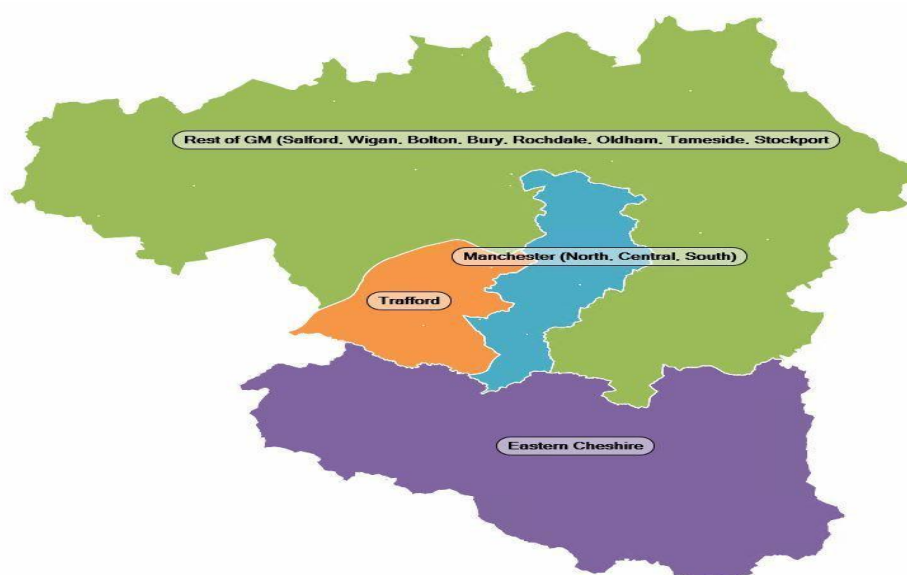 Rest of GM (Salford, Wigan, Bolton, Bury, Rochdale, Oldham, Tameside, Stockport
Manchester (North, Central, South)
Trafford
Eastern Cheshire